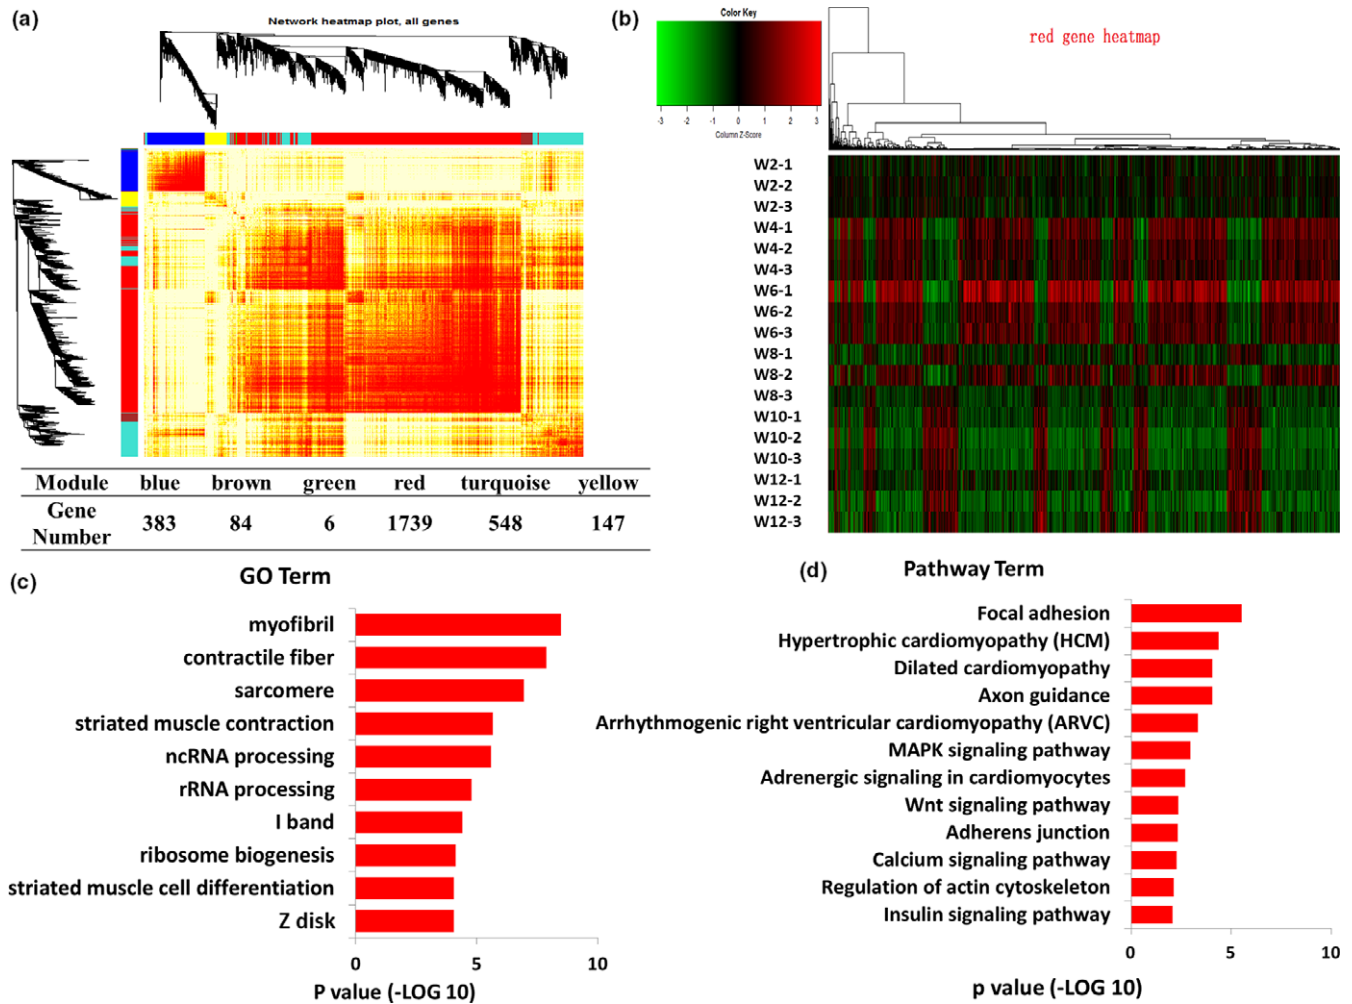 (a)
Network heatmap plot, all genes
Module blue brown green red turquoise yellow
Gene Number 383 84 6 1739 548 147
(b)
Color Key
-3 -2 -1 0 1 2 3
Column Z-Score
red gene heatmap
W2-1
W2-2
W2-3
W4-1
W4-2
W4-3
W6-1
W6-2
W6-3
W8-1
W8-2
W8-3
W10-1
W10-2
W10-3
W12-1
W12-2
W12-3
(c)
GO Term
myofibril
contractile fiber
sarcomere
striated muscle contraction
ncRNA processing
rRNA processing
I band
ribosome biogenesis
striated muscle cell differentiation
Z disk
0 5 10
P value (-LOG 10)
(d)
Pathway Term
Focal adhesion
Hypertrophic cardiomyopathy (HCM)
Dilated cardiomyopathy
Axon guidance
Arrhythmogenic right ventricular cardiomyopathy (ARVC)
MAPK signaling pathway
Adrenergic signaling in cardiomyocytes
Wnt signaling pathway
Adherens junction
Calcium signaling pathway
Regulation of actin cytoskeleton
Insulin signaling pathway
0 5 10
p value (-LOG 10)